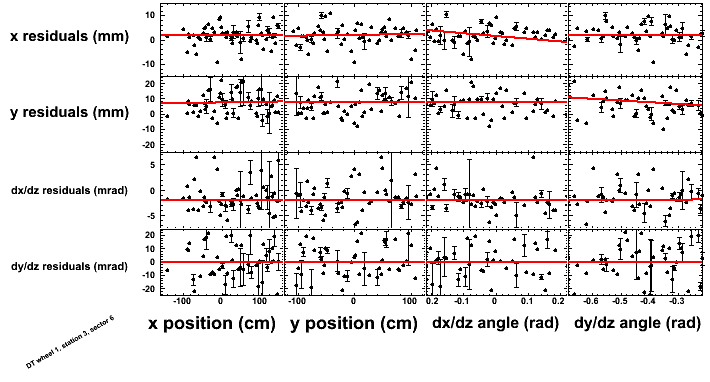 x residuals (mm)
10
0
-10
y residuals (mm)
20
10
0
-10
-20
dx/dz residuals (mrad)
5
0
-5
dy/dz residuals (mrad)
20
10
0
-10
-20
-100 0 100 -100 0 100 0.2 -0.1 0 0.1 0.2 -0.6 -0.5 -0.4 -0.3
x position (cm) y position (cm) dx/dz angle (rad) dy/dz angle (rad)
DT wheel 1, station 3, sector 6